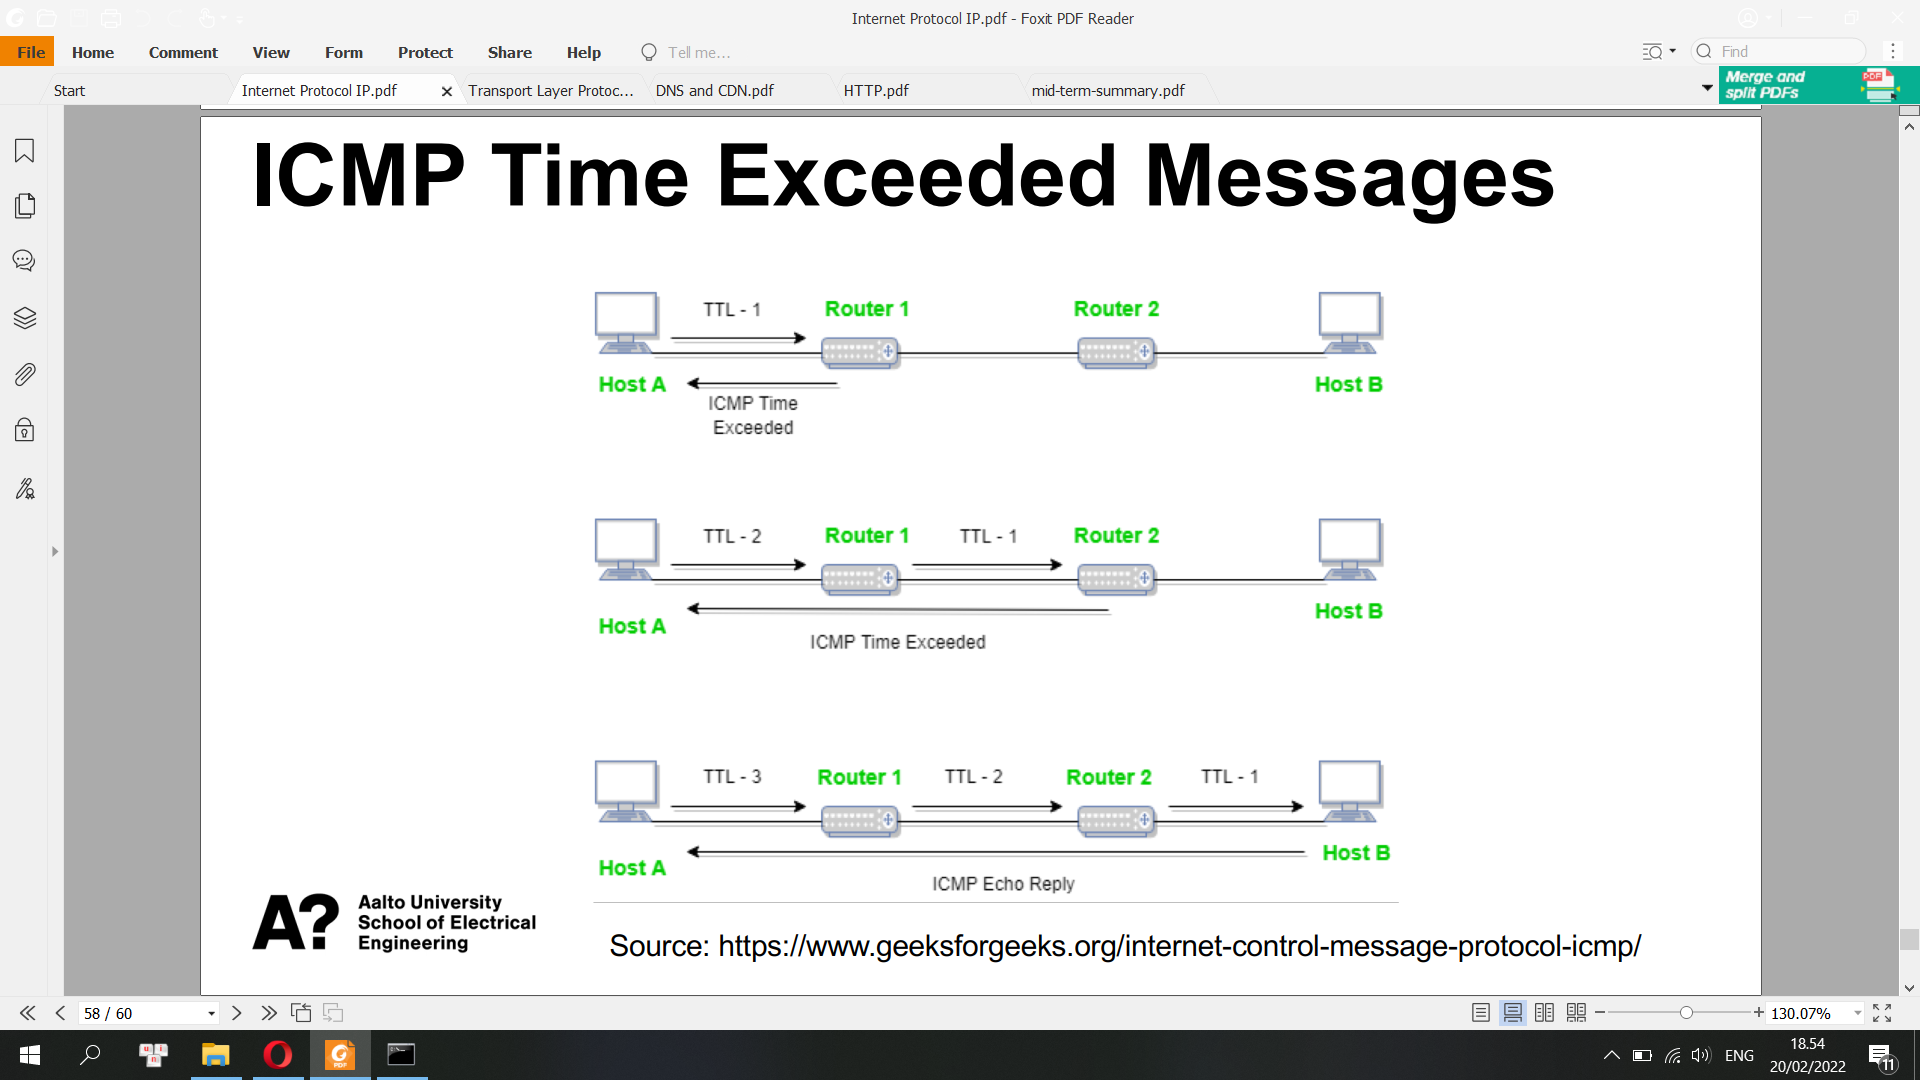 Internet Protocol IP.pdf - Foxit PDF Reader
File Home Comment View Form Protect Share Help Tell me... Find
Start Internet Protocol IP.pdf Transport Layer Protoc... DNS and CDN.pdf HTTP.pdf mid-term-summary.pdf
Merge and
split PDFs
PDF
ICMP Time Exceeded Messages
TTL - 1 Router 1 Router 2
Host A Host B
ICMP Time
Exceeded
TTL - 2 Router 1 TTL - 1 Router 2
Host A Host B
ICMP Time Exceeded
TTL - 3 Router 1 TTL - 2 Router 2 TTL - 1
Host A Host B
ICMP Echo Reply
A?
Aalto University
School of Electrical
Engineering
Source: https://www.geeksforgeeks.org/internet-control-message-protocol-icmp/
58 / 60 130.07%
PDF
ENG
18.54
20/02/2022
11